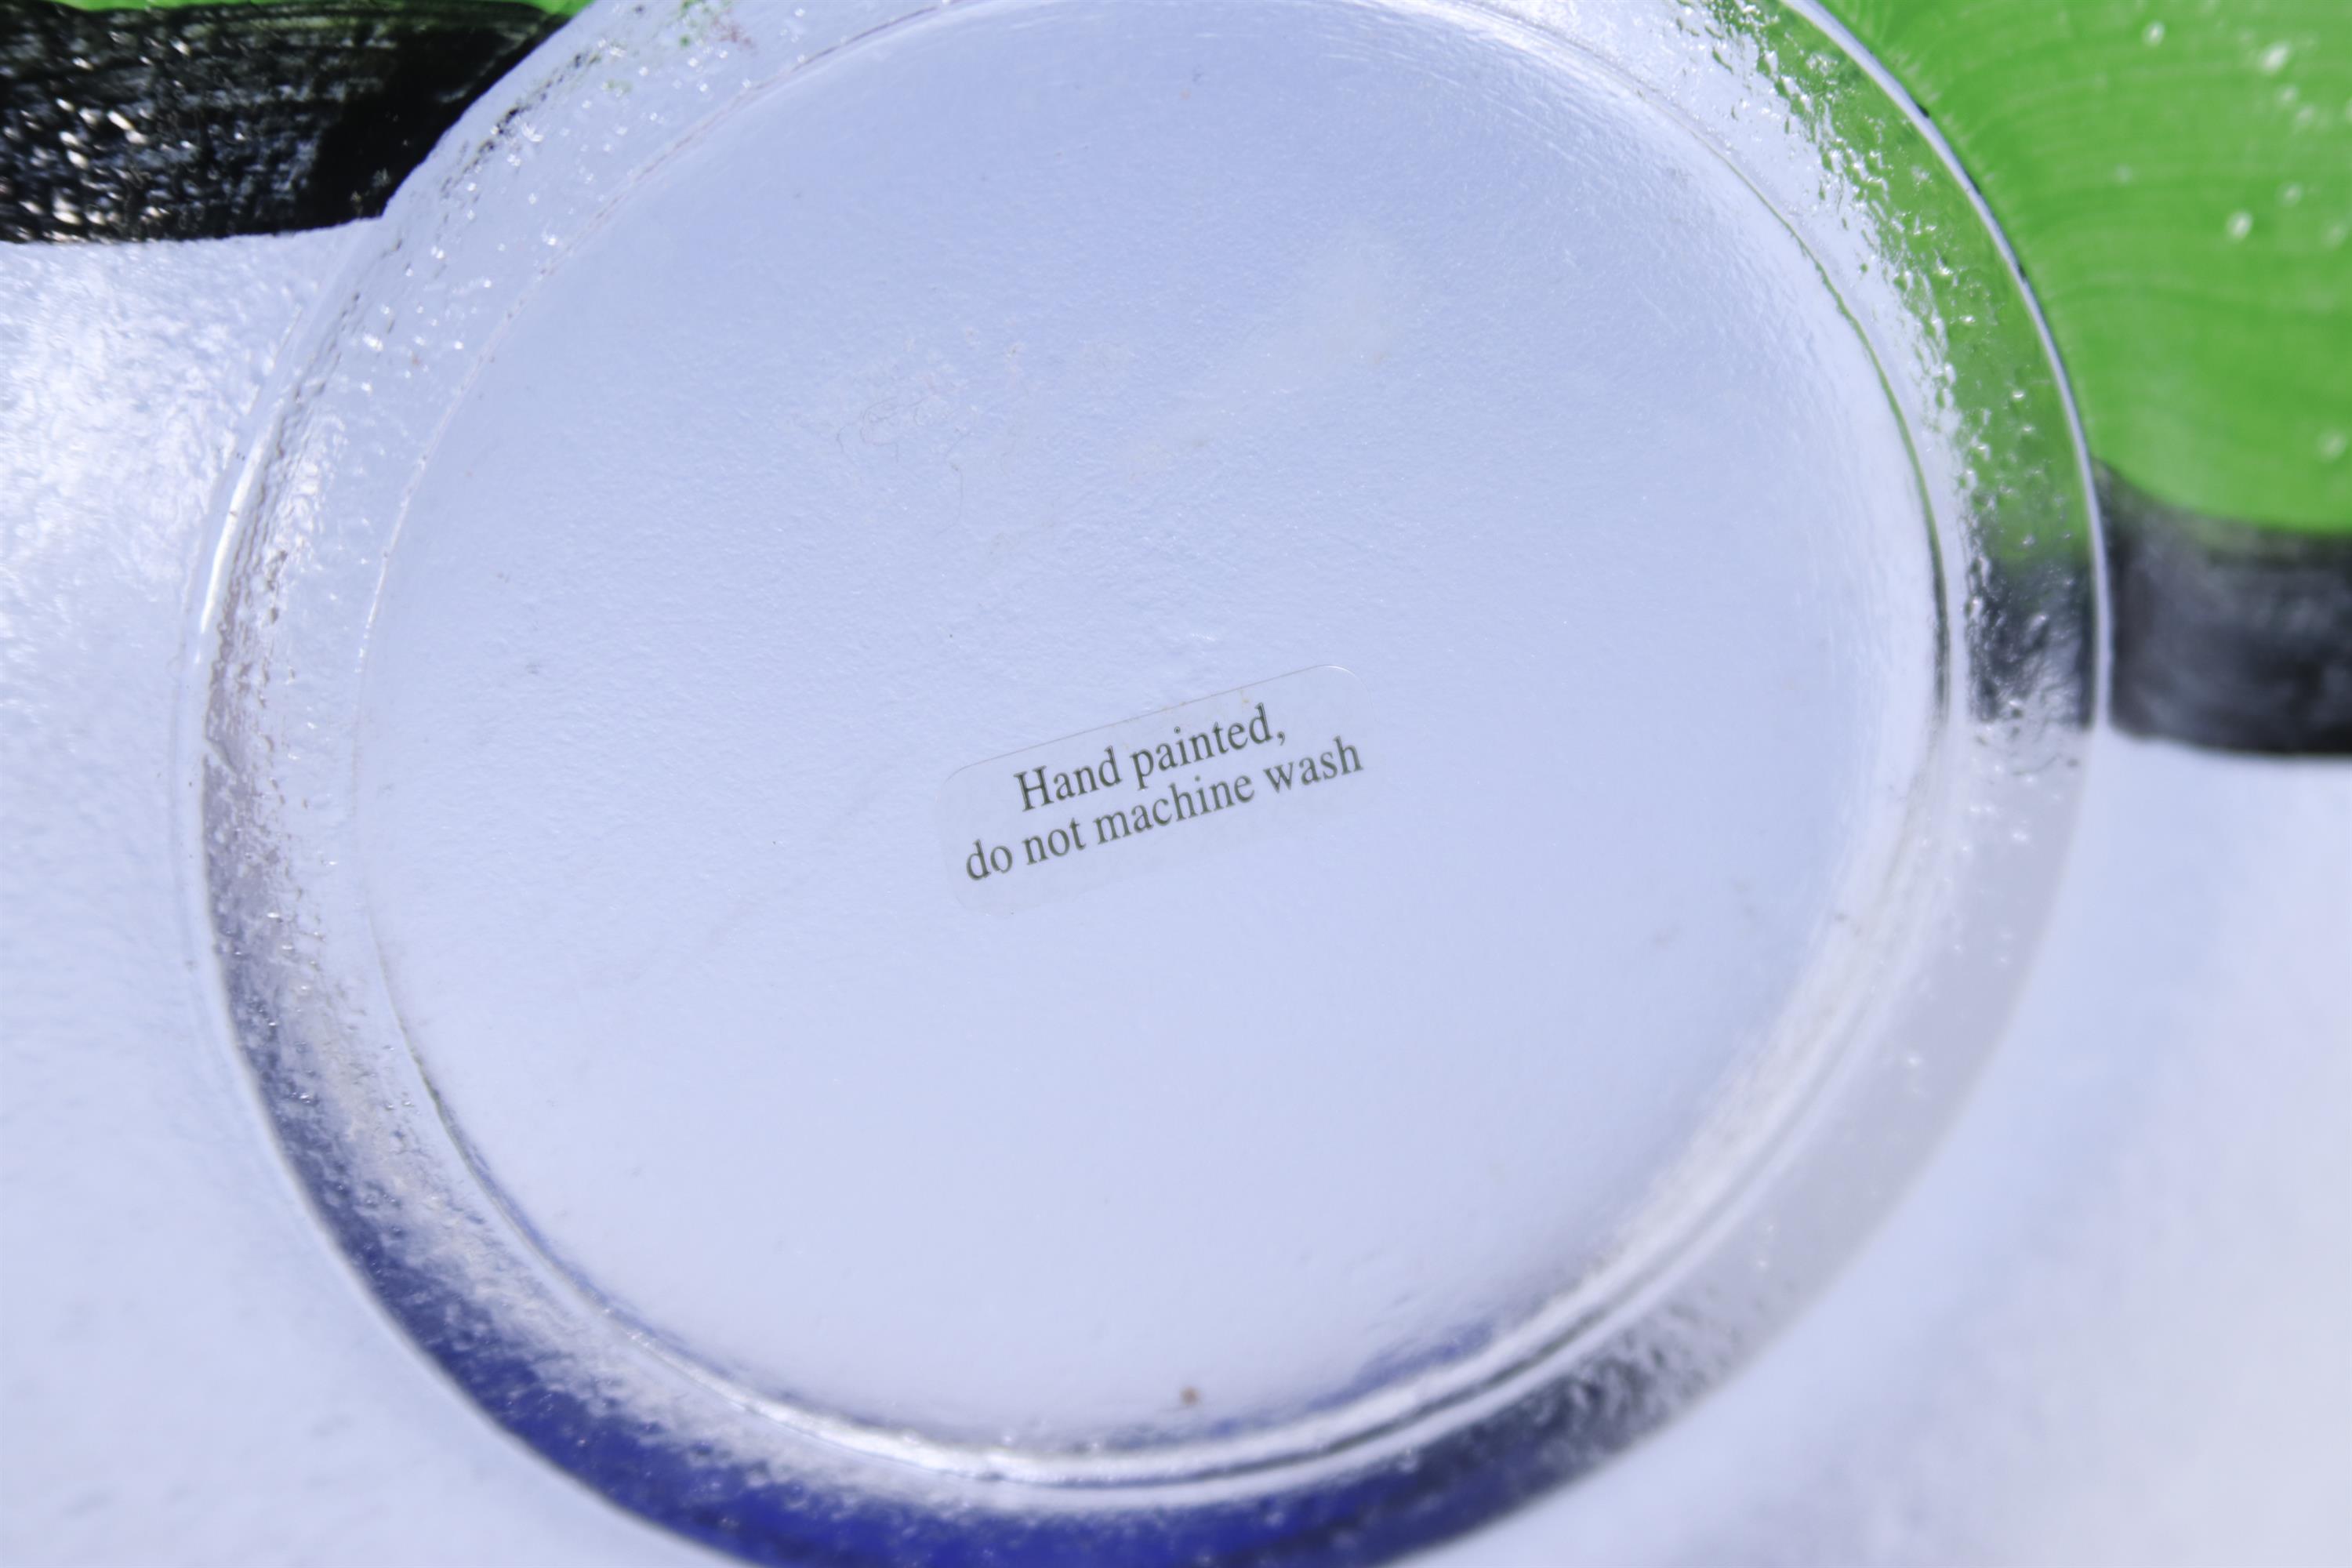 Hand painted,
do not machine wash